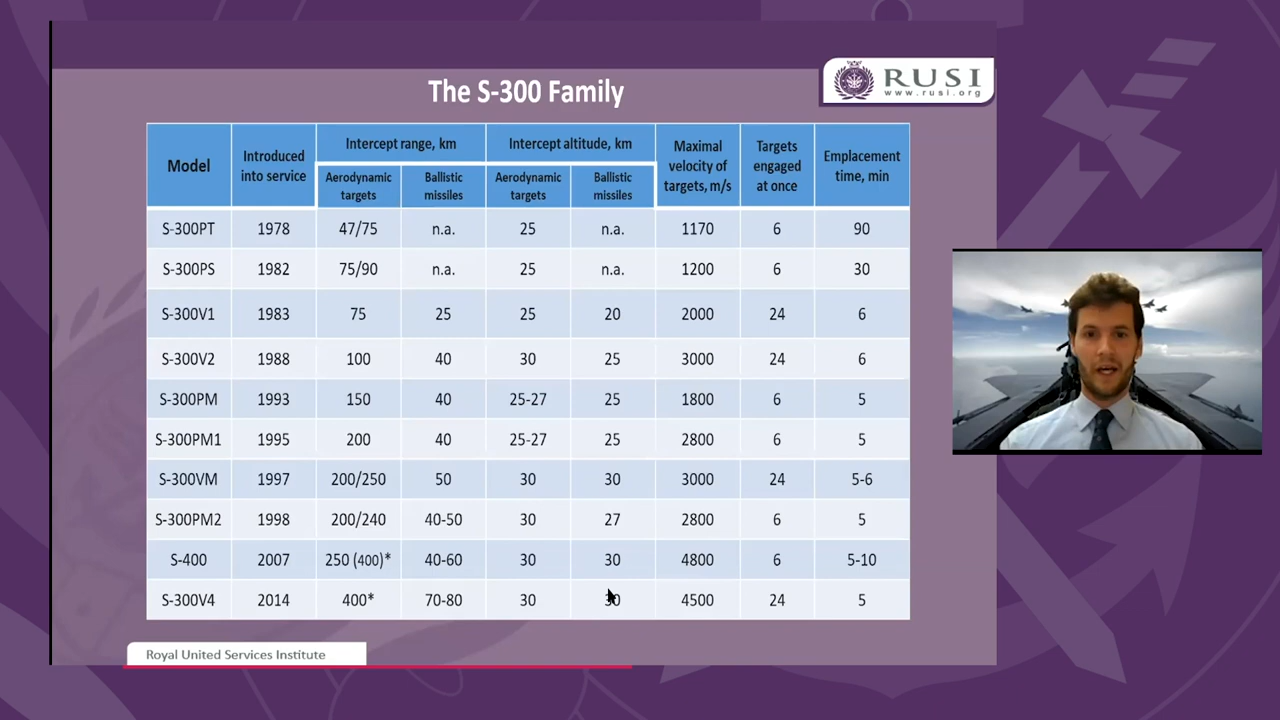 The S-300 Family
RUSI
www.rusi.org
Model
Introduced
into service
Intercept range, km
Intercept altitude, km
Maximal
velocity of
targets, m/s
Targets
engaged
at once
Emplacement
time, min
Aerodynamic
targets
Ballistic
missiles
Aerodynamic
targets
Ballistic
missiles
S-300PT 1978 47/75 n.a. 25 n.a. 1170 6 90
S-300PS 1982 75/90 n.a. 25 n.a. 1200 6 30
S-300V1 1983 75 25 25 20 2000 24 6
S-300V2 1988 100 40 30 25 3000 24 6
S-300PM 1993 150 40 25-27 25 1800 6 5
S-300PM1 1995 200 40 25-27 25 2800 6 5
S-300VM 1997 200/250 50 30 30 3000 24 5-6
S-300PM2 1998 200/240 40-50 30 27 2800 6 5
S-400 2007 250 (400)* 40-60 30 30 4800 6 5-10
S-300V4 2014 400* 70-80 30 30 4500 24 5
Royal United Services Institute